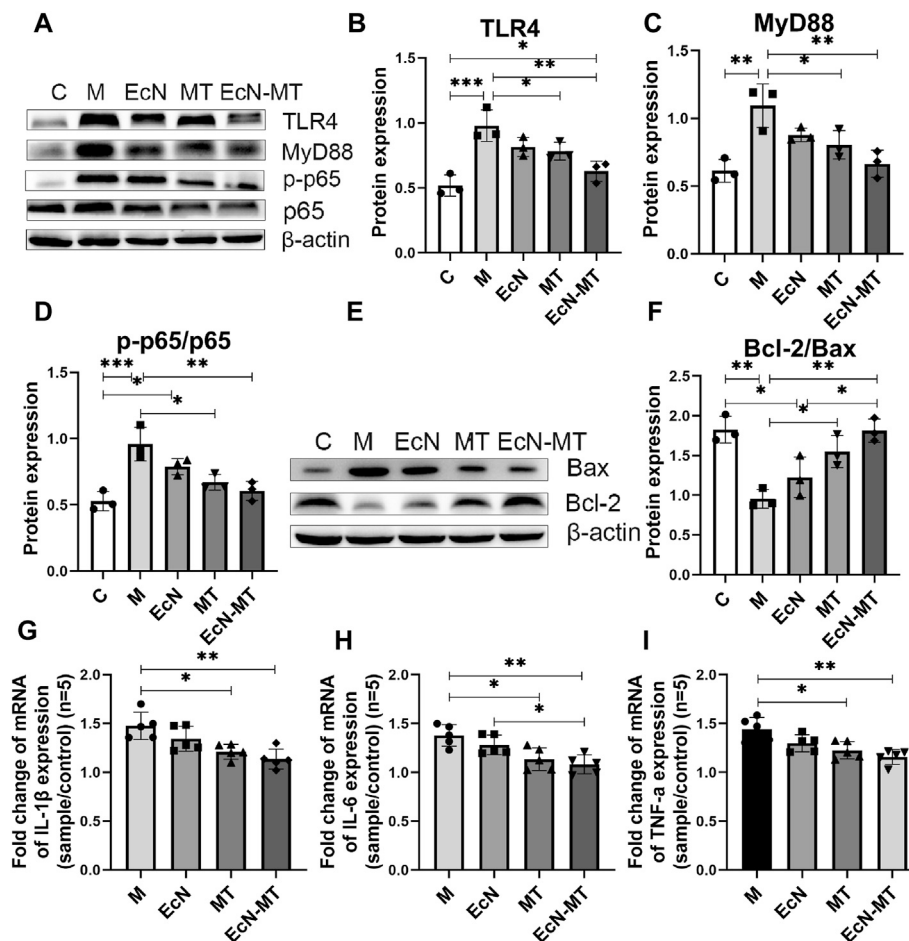 A
C M EcN MT EcN-MT
TLR4
MyD88
p-p65
p65
β-actin
B
TLR4
Protein expression
1.5
***
*
**
*
1.0
0.5
0.0
C
M
EcN
MT
EcN-MT
C
MyD88
Protein expression
1.5
**
**
*
1.0
0.5
0.0
C
M
EcN
MT
EcN-MT
D
p-p65/p65
Protein expression
1.5
***
**
*
*
1.0
0.5
0.0
C
M
EcN
MT
EcN-MT
E
C M EcN MT EcN-MT
Bax
Bcl-2
β-actin
F
Bcl-2/Bax
Protein expression
2.5
**
**
*
*
*
2.0
1.5
1.0
0.5
0.0
C
M
EcN
MT
EcN-MT
G
Fold change of mRNA
of IL-1β expression
(sample/control) (n=5)
2.0
**
*
1.5
1.0
0.5
0.0
M
EcN
MT
EcN-MT
H
Fold change of mRNA
of IL-6 expression
(sample/control) (n=5)
2.0
**
*
*
1.5
1.0
0.5
0.0
M
EcN
MT
EcN-MT
I
Fold change of mRNA
of TNF-a expression
(sample/control) (n=5)
2.0
**
*
1.5
1.0
0.5
0.0
M
EcN
MT
EcN-MT